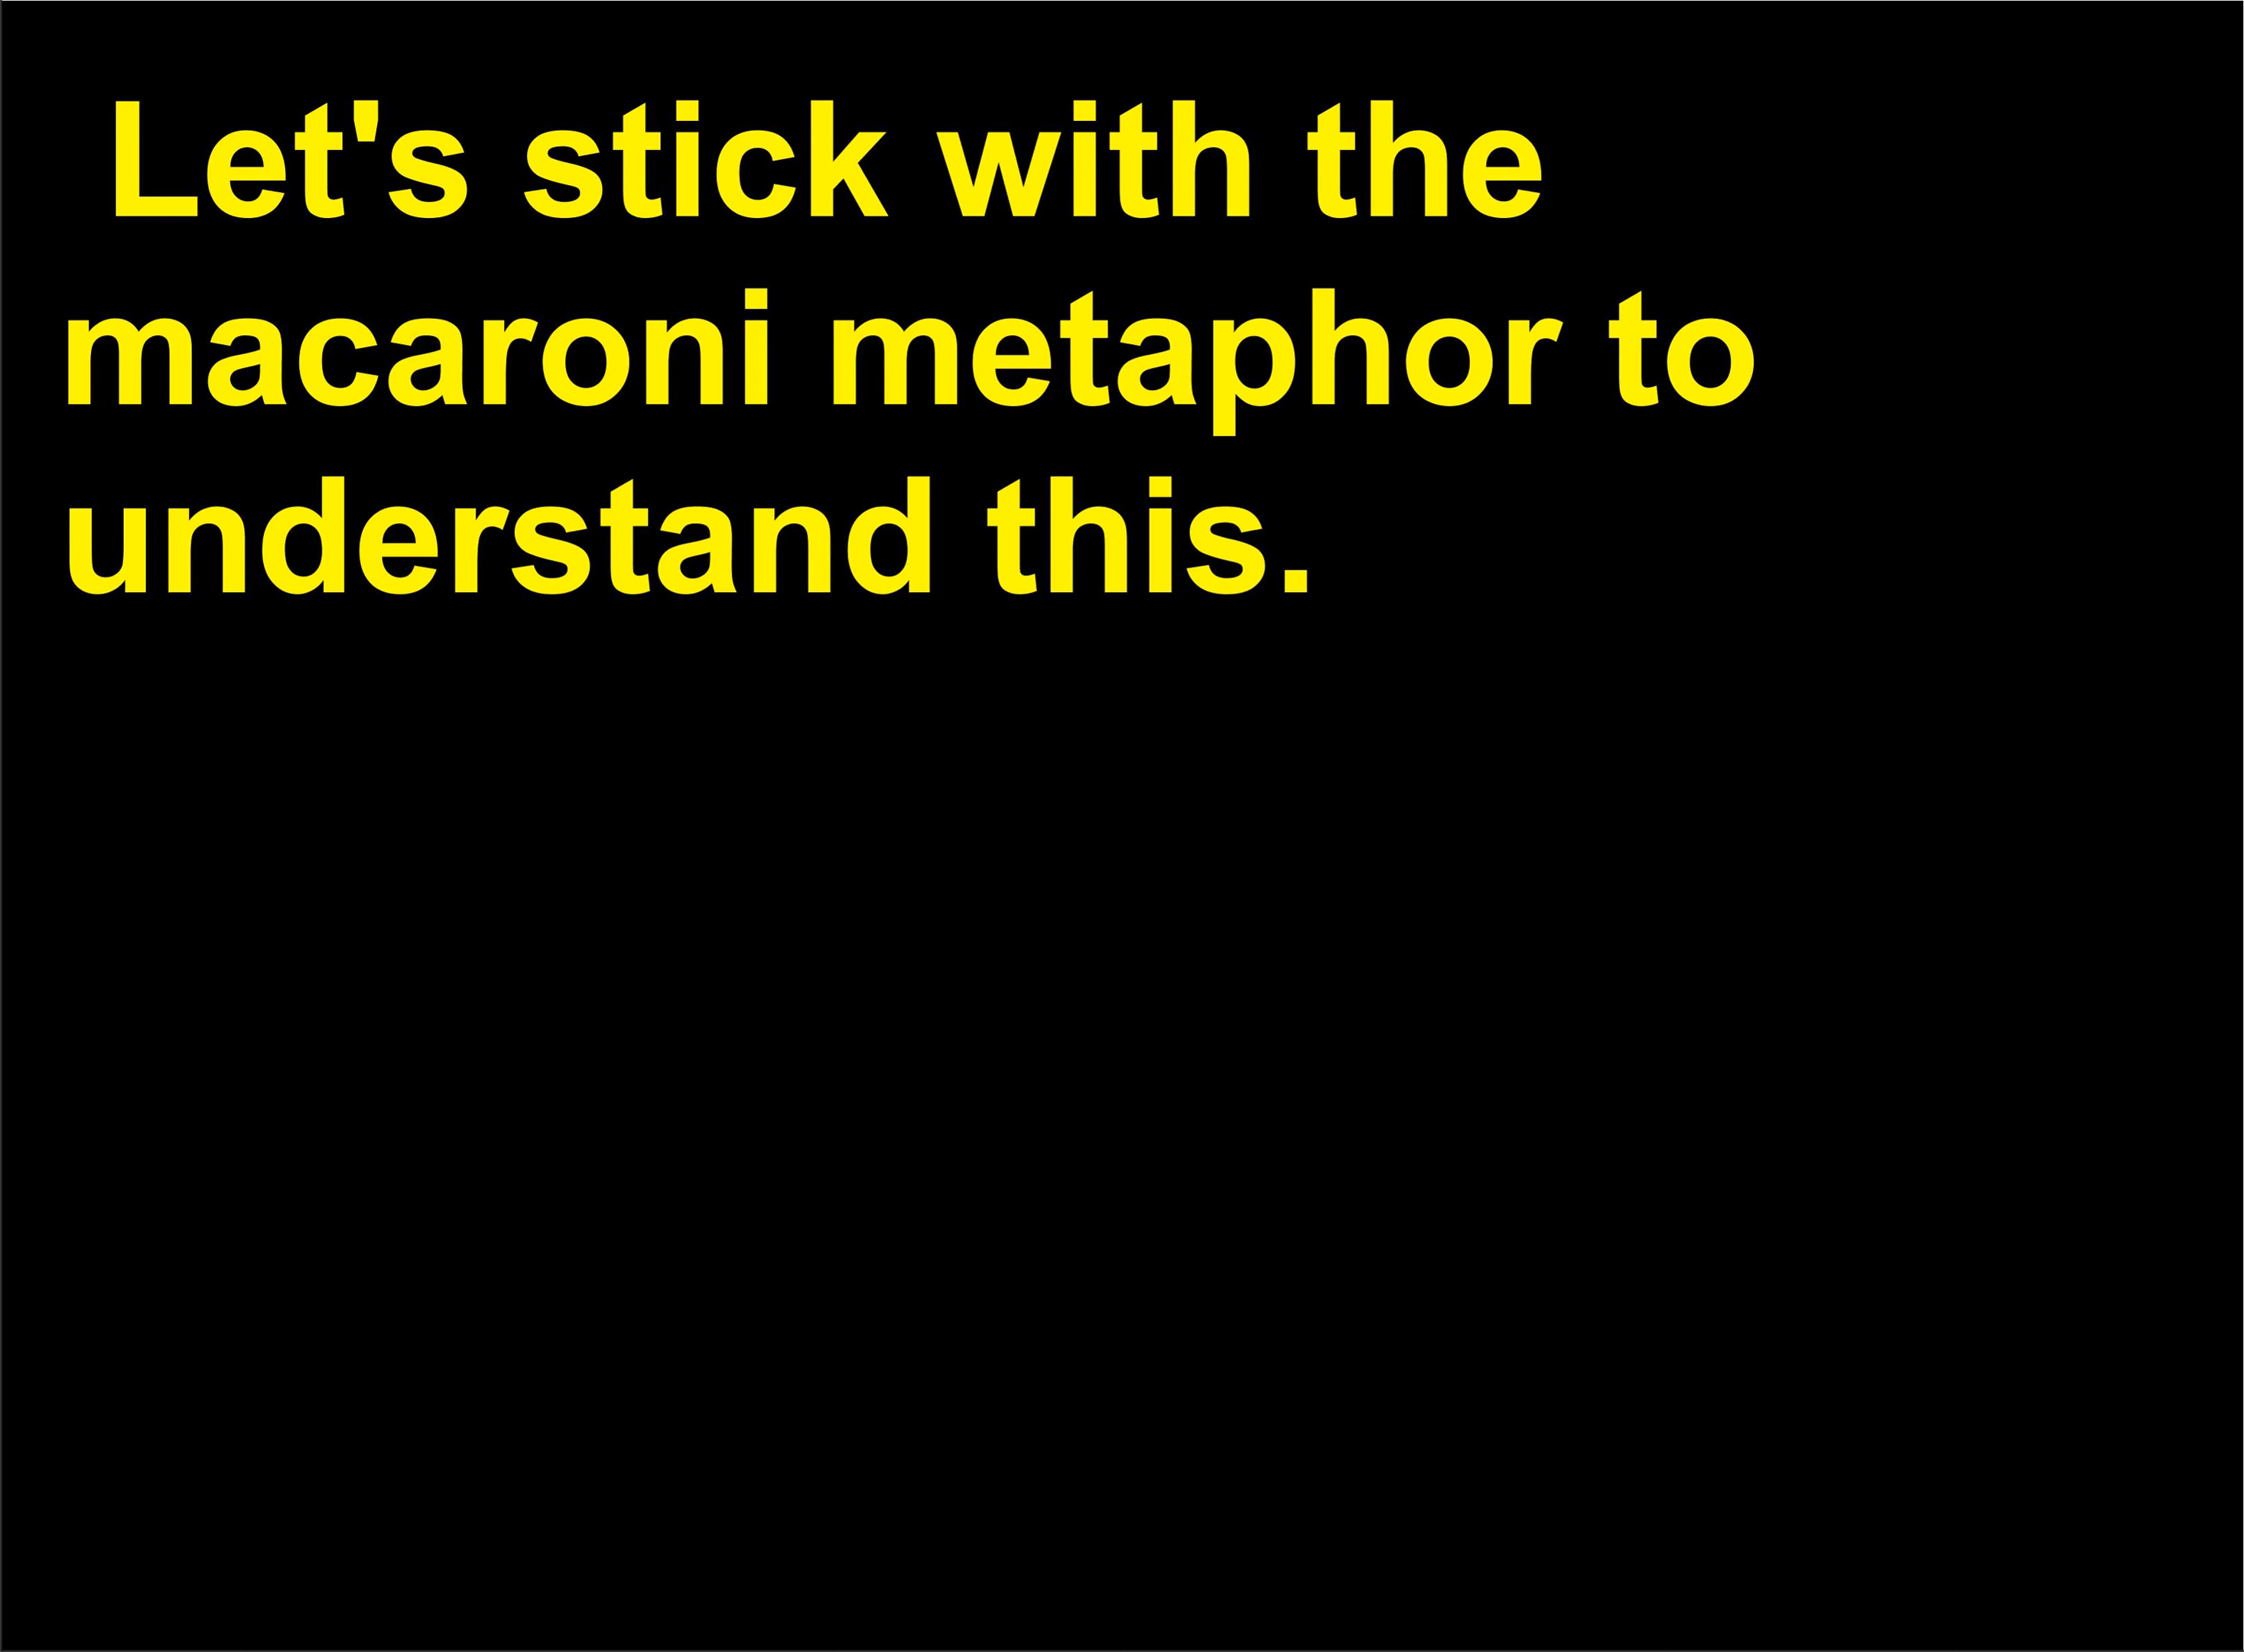 Let's stick with the
macaroni metaphor to
understand this.